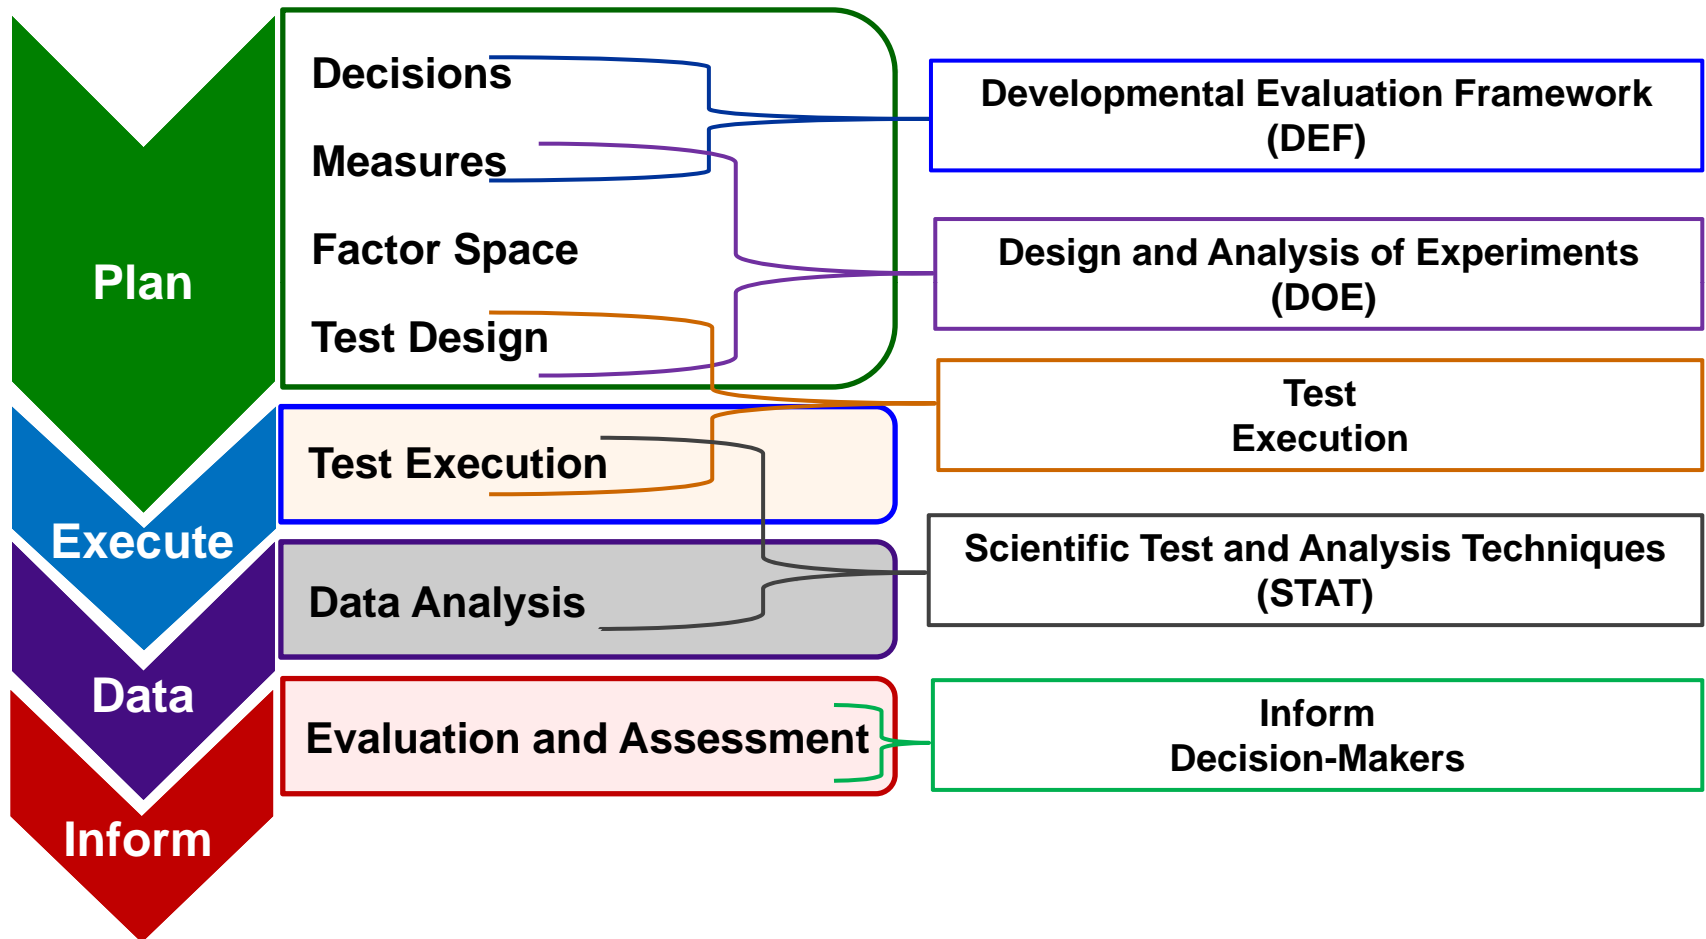 Plan
Decisions
Measures
Factor Space
Test Design
Developmental Evaluation Framework
(DEF)
Design and Analysis of Experiments
(DOE)
Execute
Test Execution
Test
Execution
Data
Data Analysis
Scientific Test and Analysis Techniques
(STAT)
Inform
Evaluation and Assessment
Inform
Decision-Makers